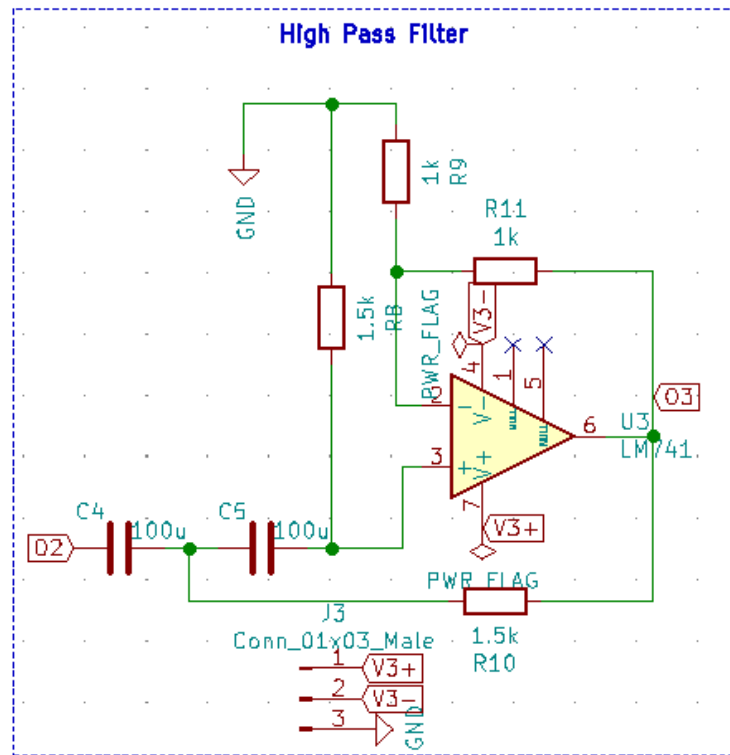 High Pass Filter
1k
R9
GND
R11
1k
1.5k
RB
PWR_FLAG
V3-
4
1
5
2
V-
6
O3
U3
LM741
3
+
V+
7
V3+
C4
100u
C5
100u
O2
PWR_FLAG
J3
Conn_01x03_Male
1.5k
R10
1
V3+
2
V3-
3
GND